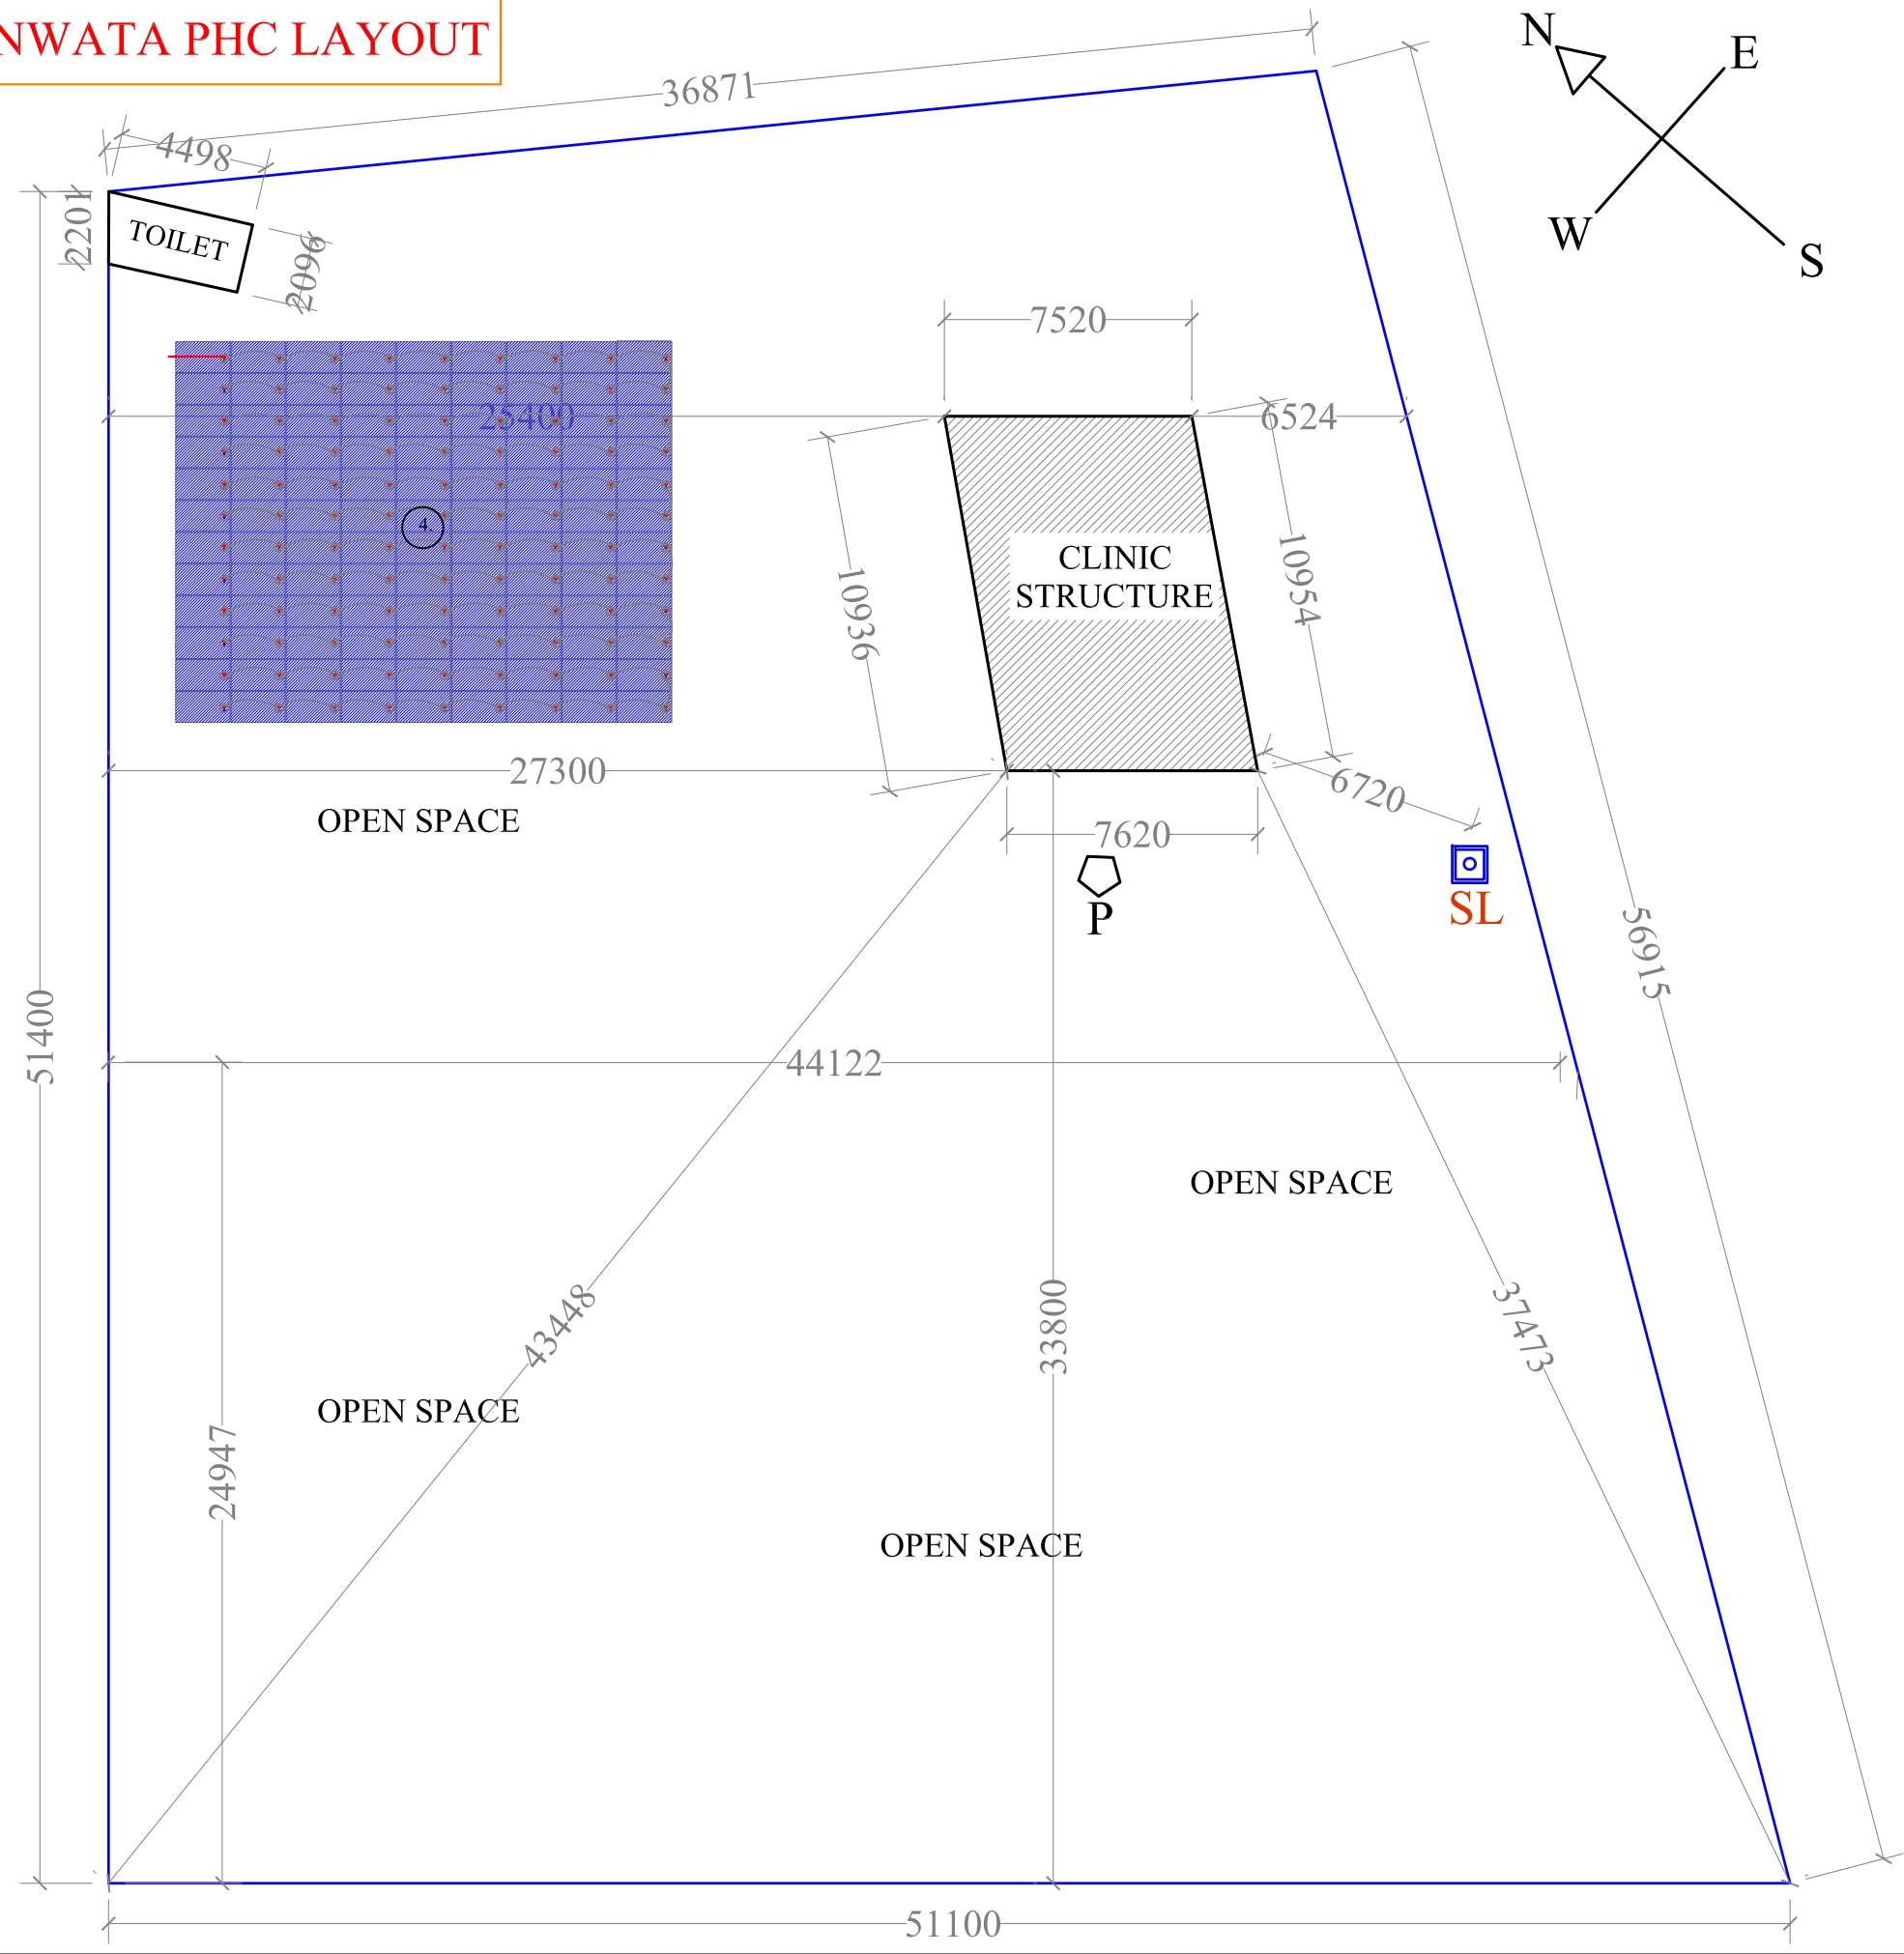 NWATA PHC LAYOUT
36871
N
E
W
S
4498
2201
TOILET
2096
7520
25400
6524
4.
10936
CLINIC
STRUCTURE
10954
27300
6720
OPEN SPACE
7620
P
SL
56915
51400
44122
OPEN SPACE
43448
33800
37473
OPEN SPACE
24947
OPEN SPACE
51100